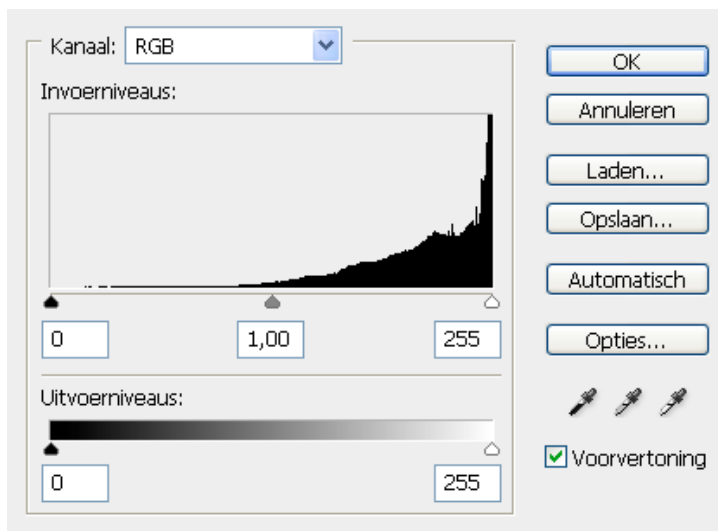 Kanaal: RGB
Invoerniveaus:
0 1,00 255
Uitvoerniveaus:
0 255
OK
Annuleren
Laden...
Opslaan...
Automatisch
Opties...
Voorvertoning